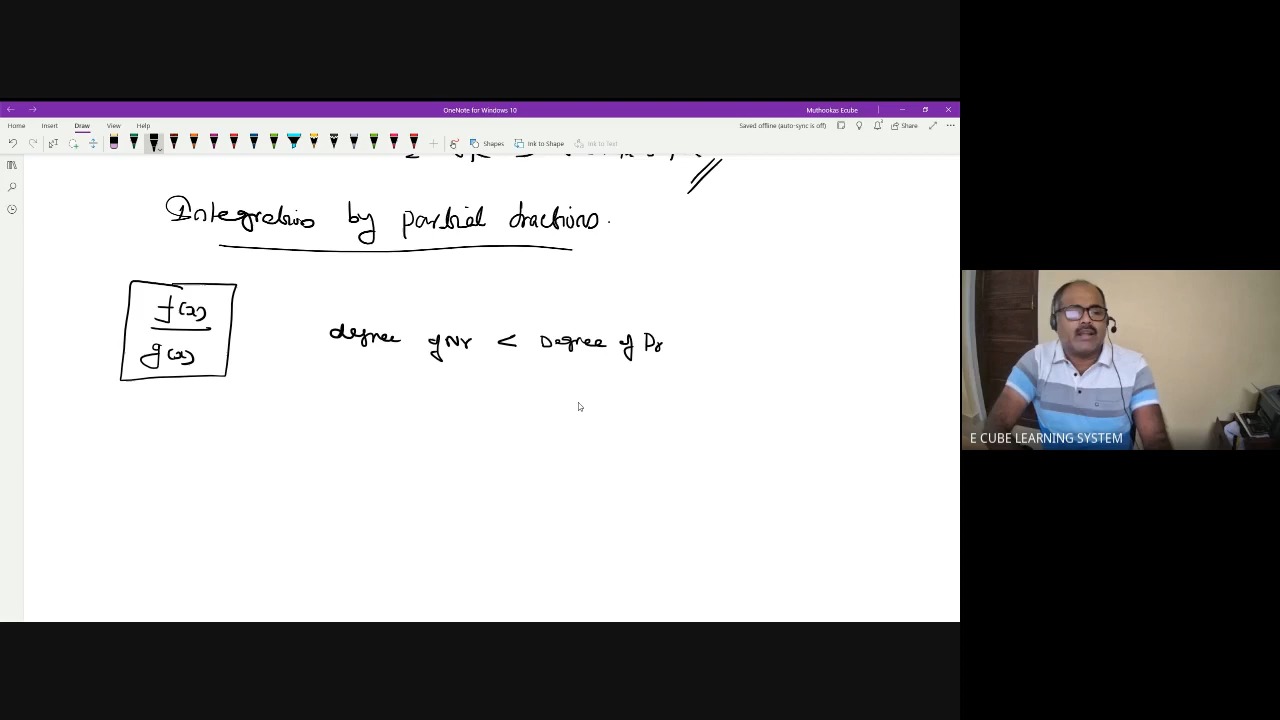 OneNote for Windows 10
Muthookas Ecube
Home Insert Draw View Help
Saved offline (auto-sync is off)
Share
Shapes
Ink to Shape
Ink to Text
Integration by partial fractions.
f(x)
g(x)
degree of Nr < Degree of Dr
E CUBE LEARNING SYSTEM